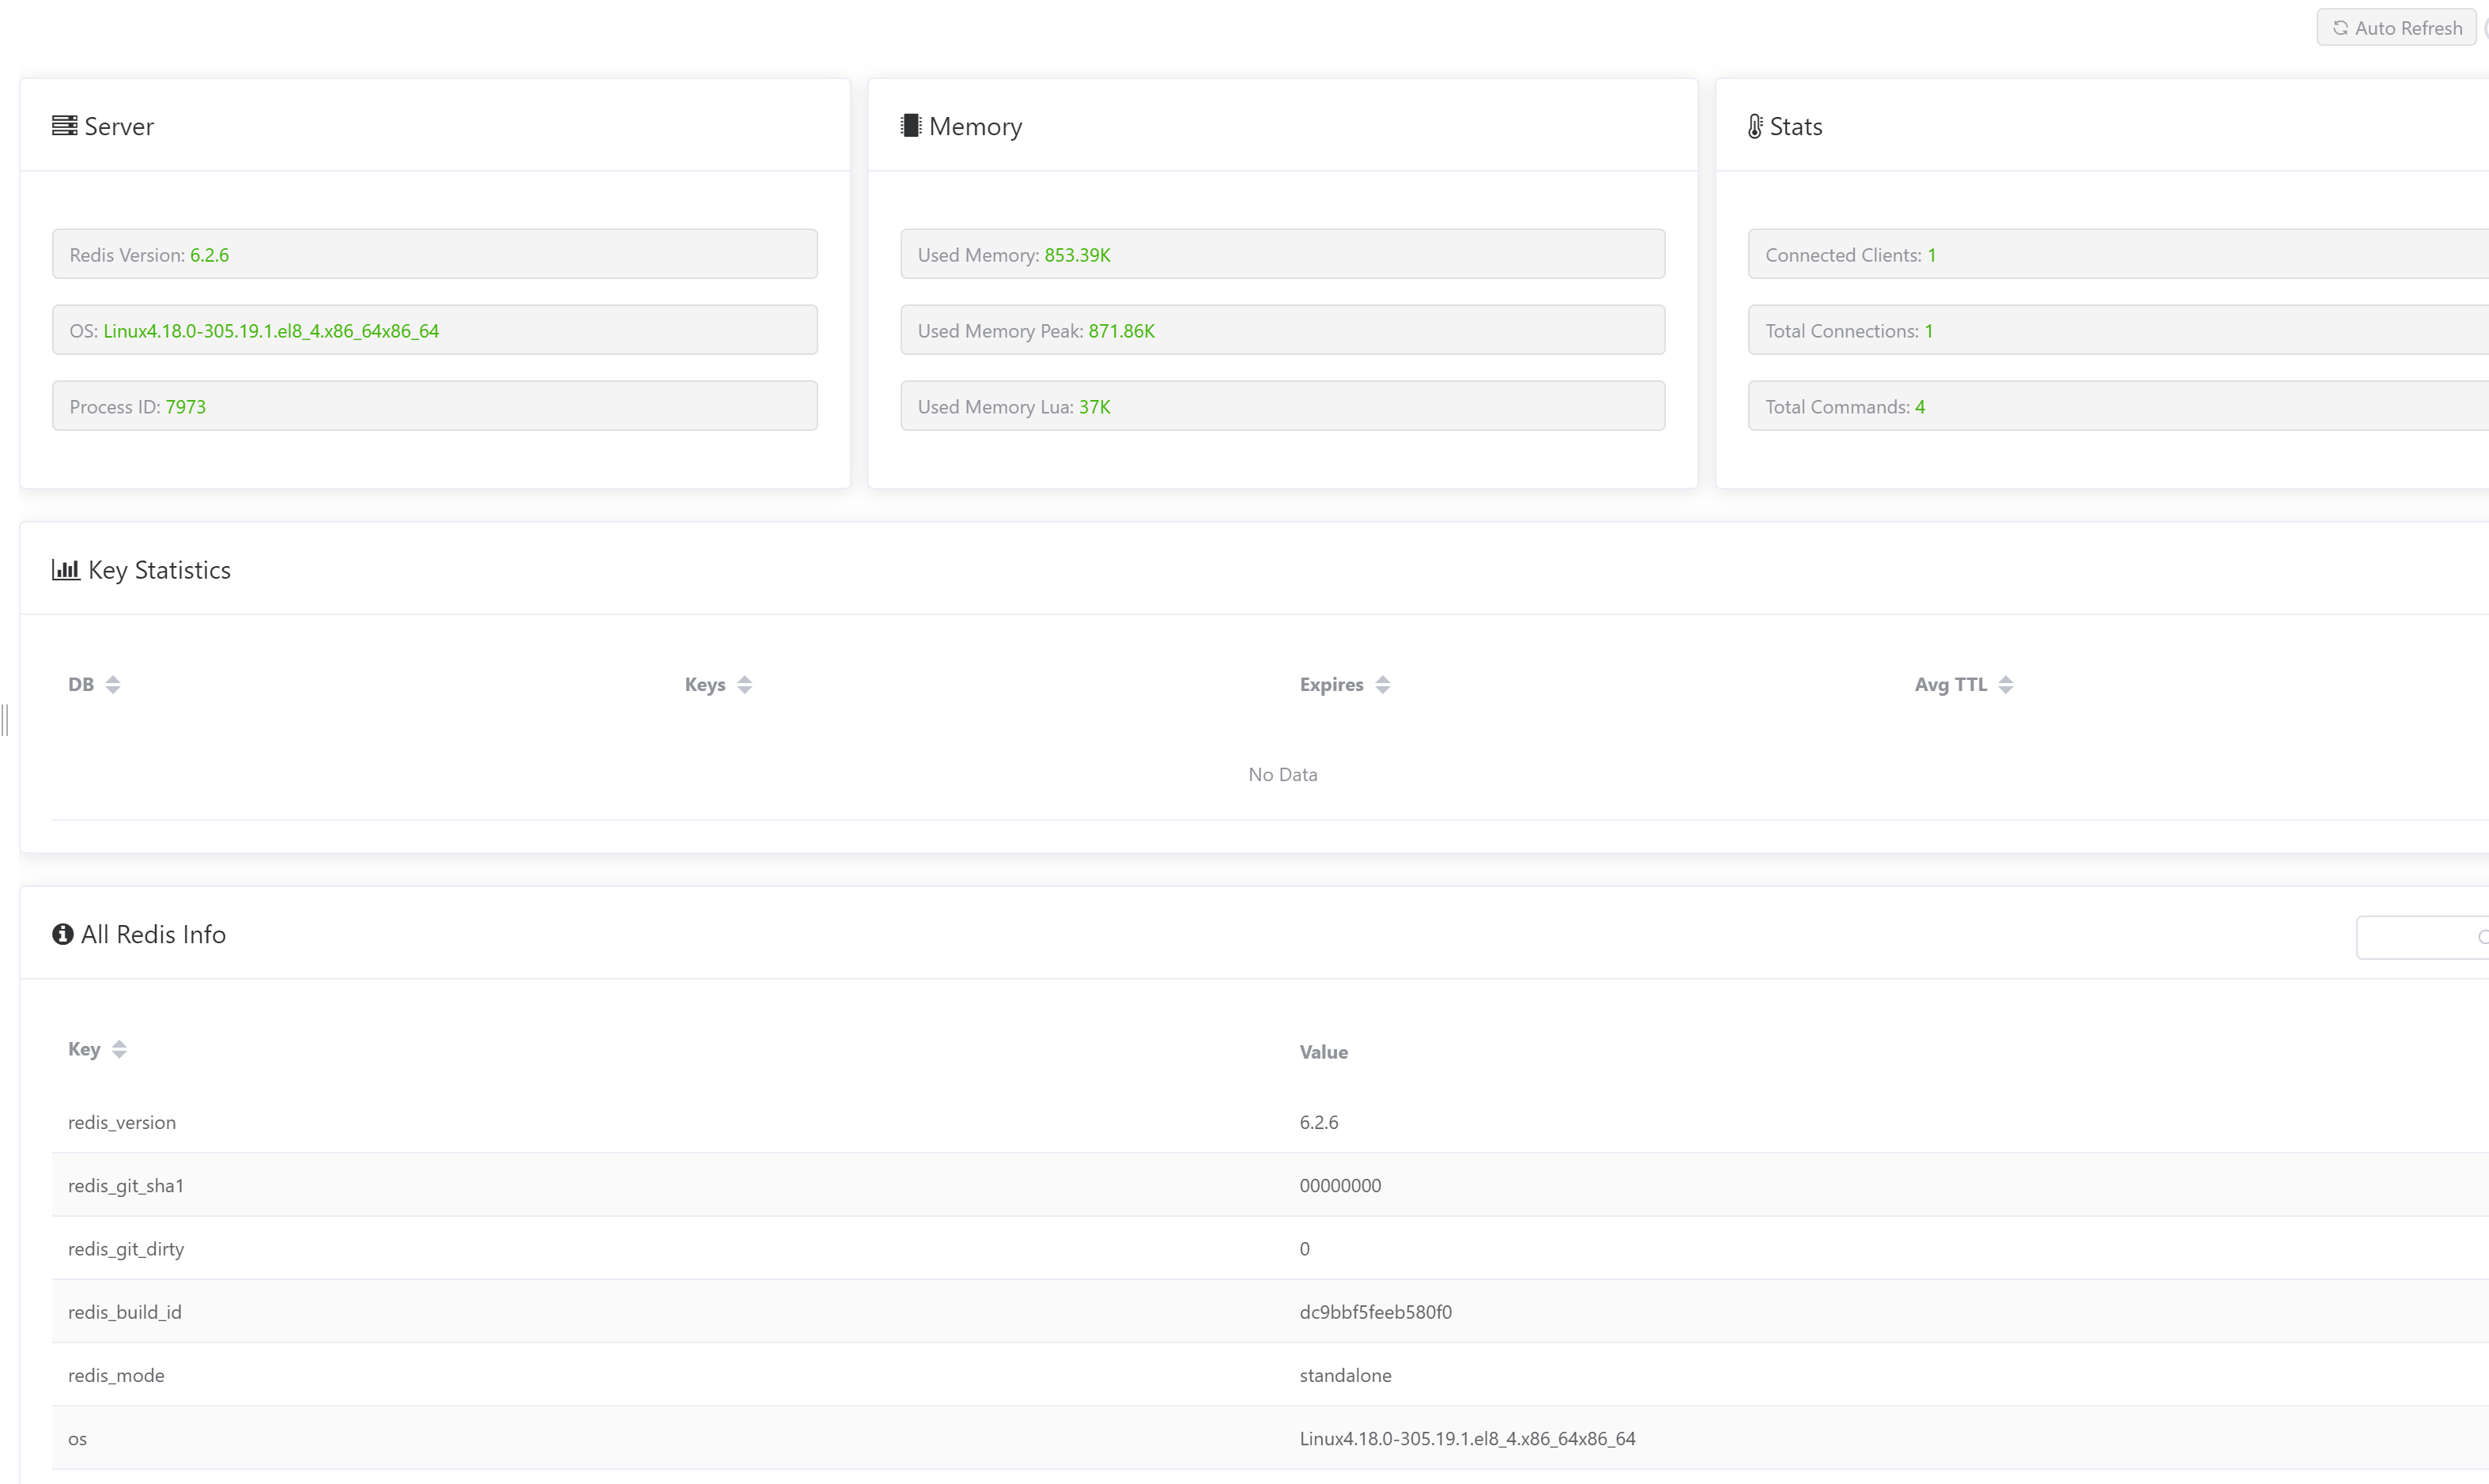 Auto Refresh
Server
Memory
Stats
Redis Version: 6.2.6
Used Memory: 853.39K
Connected Clients: 1
OS: Linux4.18.0-305.19.1.el8_4.x86_64x86_64
Used Memory Peak: 871.86K
Total Connections: 1
Process ID: 7973
Used Memory Lua: 37K
Total Commands: 4
Key Statistics
DB Keys Expires Avg TTL
No Data
All Redis Info
Key Value
redis_version 6.2.6
redis_git_sha1 00000000
redis_git_dirty 0
redis_build_id dc9bbf5feeb580f0
redis_mode standalone
os Linux4.18.0-305.19.1.el8_4.x86_64x86_64